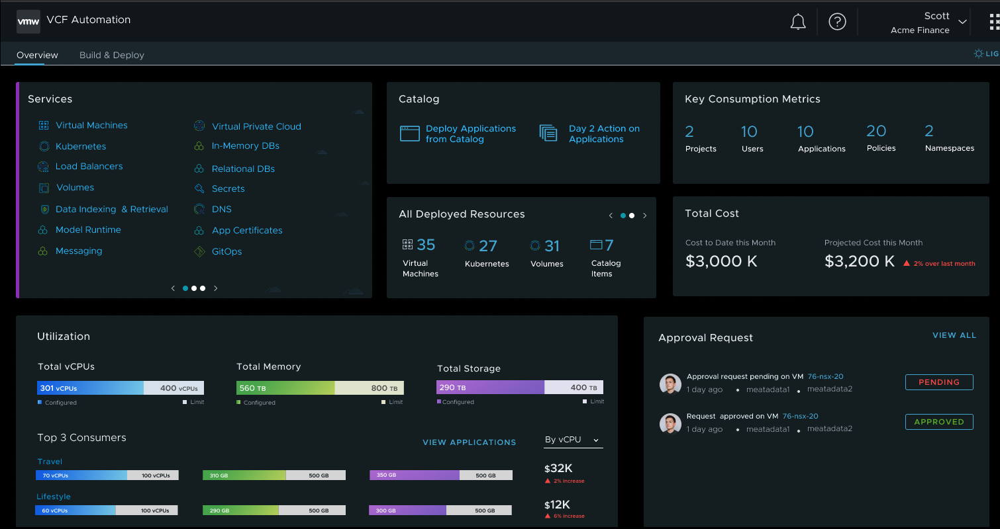 vmw VCF Automation
Scott
Acme Finance
Overview Build & Deploy
LIG
Services
Virtual Machines
Kubernetes
Load Balancers
Volumes
Data Indexing & Retrieval
Model Runtime
Messaging
Virtual Private Cloud
In-Memory DBs
Relational DBs
Secrets
DNS
App Certificates
GitOps
Catalog
Deploy Applications
from Catalog
Day 2 Action on
Applications
Key Consumption Metrics
2 10 10 20 2
Projects Users Applications Policies Namespaces
All Deployed Resources
35 27 31 7
Virtual
Machines
Kubernetes
Volumes
Catalog
Items
Total Cost
Cost to Date this Month
$3,000 K
Projected Cost this Month
$3,200 K 2% over last month
Utilization
Total vCPUs
301 vCPUs 400 vCPUs
Configured Limit
Total Memory
560 TB 800 TB
Configured Limit
Total Storage
290 TB 400 TB
Configured Limit
Top 3 Consumers
VIEW APPLICATIONS
By vCPU
Travel
70 vCPUs 100 vCPUs 310 GB 500 GB 350 GB 500 GB
$32K
2% increase
Lifestyle
60 vCPUs 100 vCPUs 290 GB 500 GB 300 GB 500 GB
$12K
6% increase
Approval Request
VIEW ALL
Approval request pending on VM 76-nsx-20
1 day ago • meatadata1 • meatadata2
PENDING
Request approved on VM 76-nsx-20
1 day ago • meatadata1 • meatadata2
APPROVED